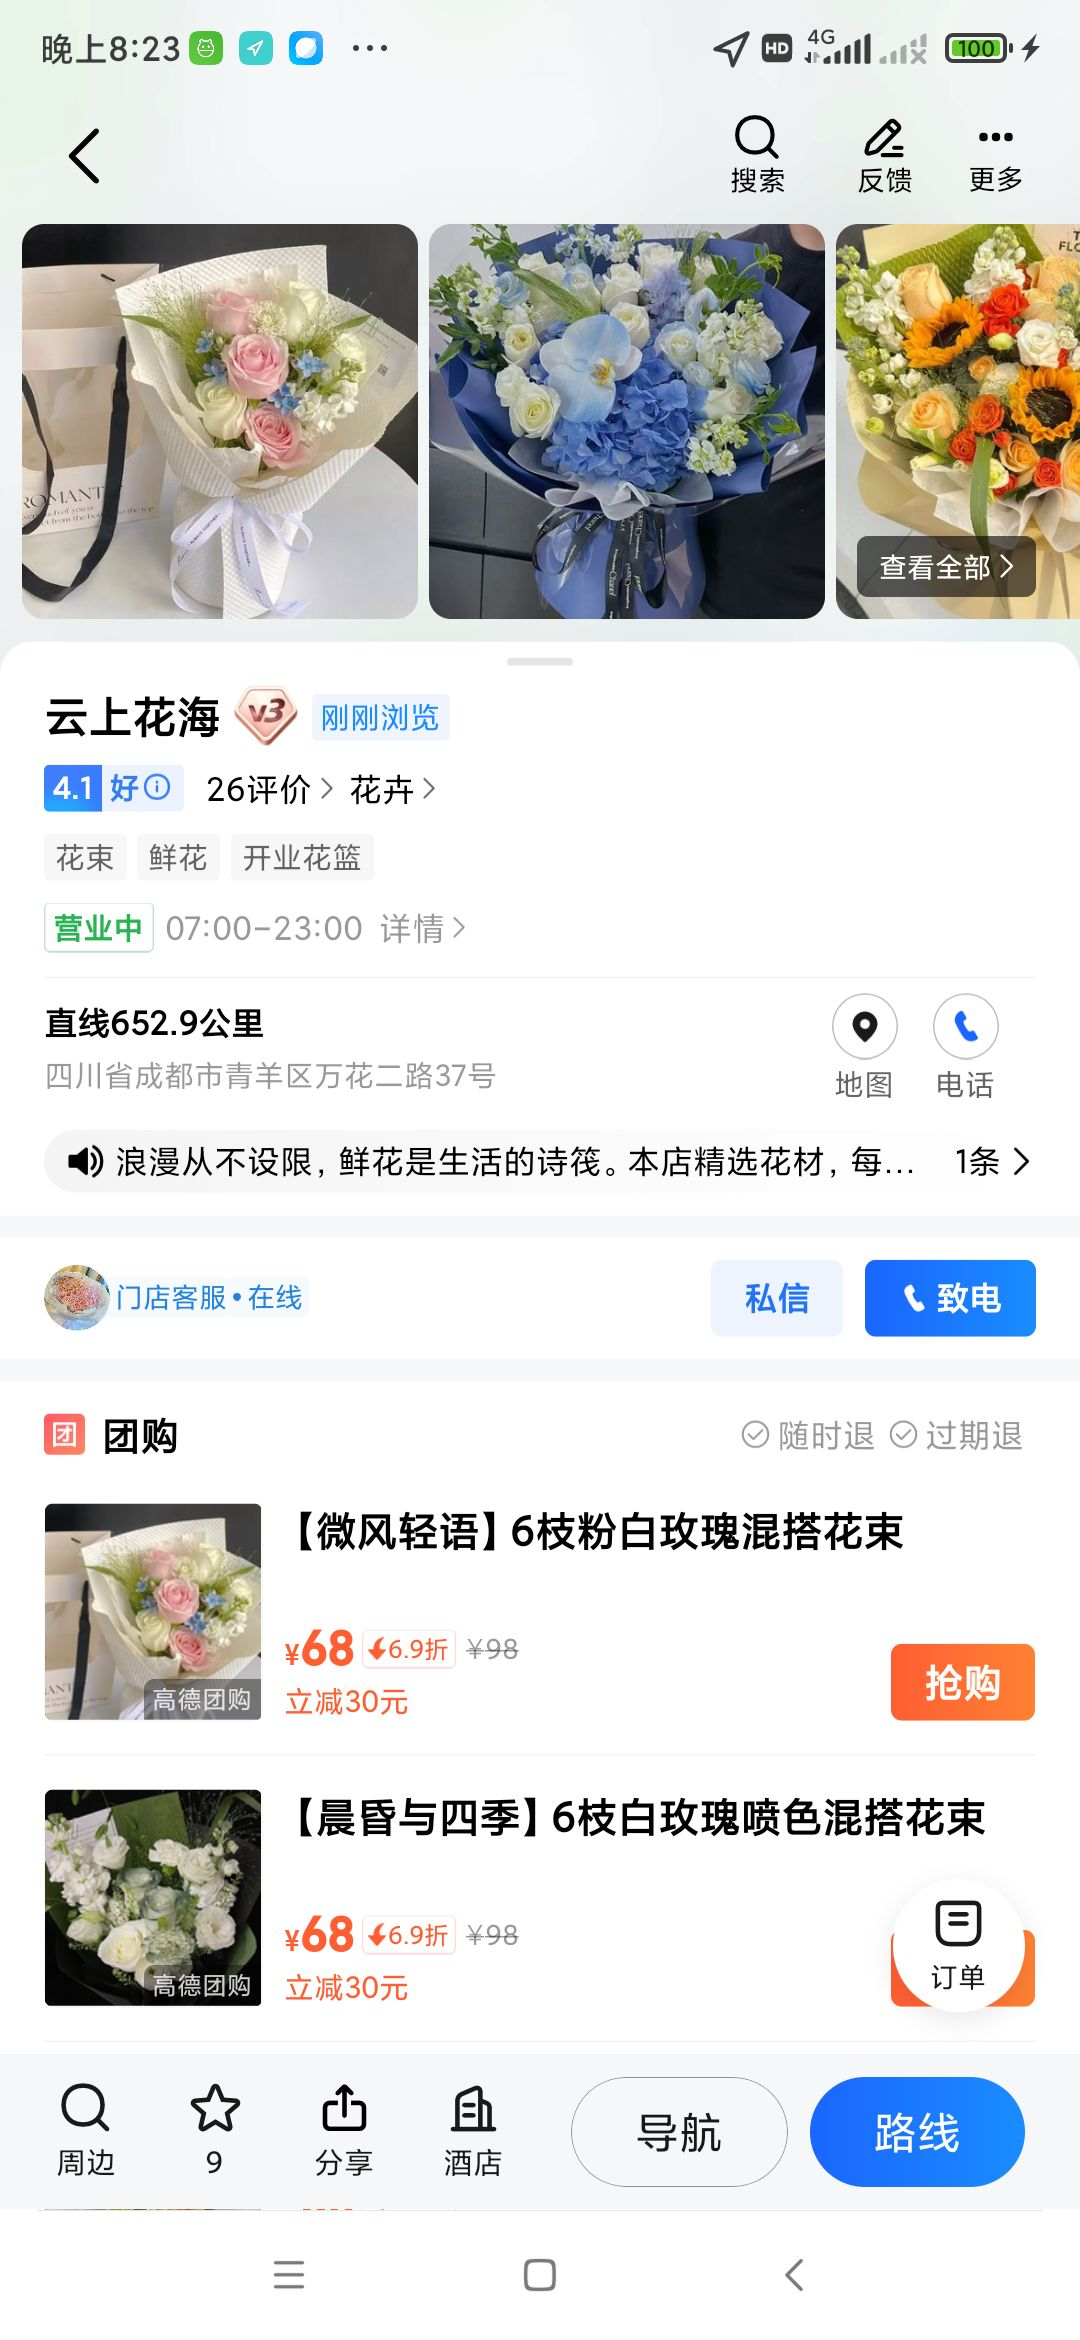 晚上8:23
HD 4G 100
搜索 反馈 更多
ROMANT
T
FLO
查看全部
云上花海 v3 刚刚浏览
4.1 好 26评价 花卉
花束 鲜花 开业花篮
营业中 07:00-23:00 详情
直线652.9公里
四川省成都市青羊区万花二路37号
地图 电话
浪漫从不设限，鲜花是生活的诗筏。本店精选花材，每... 1条
门店客服•在线 私信 致电
团 团购 随时退 过期退
【微风轻语】6枝粉白玫瑰混搭花束
¥68 6.9折 ¥98
立减30元
抢购
高德团购
【晨昏与四季】6枝白玫瑰喷色混搭花束
¥68 6.9折 ¥98
立减30元
高德团购
订单
周边 9 分享 酒店 导航 路线